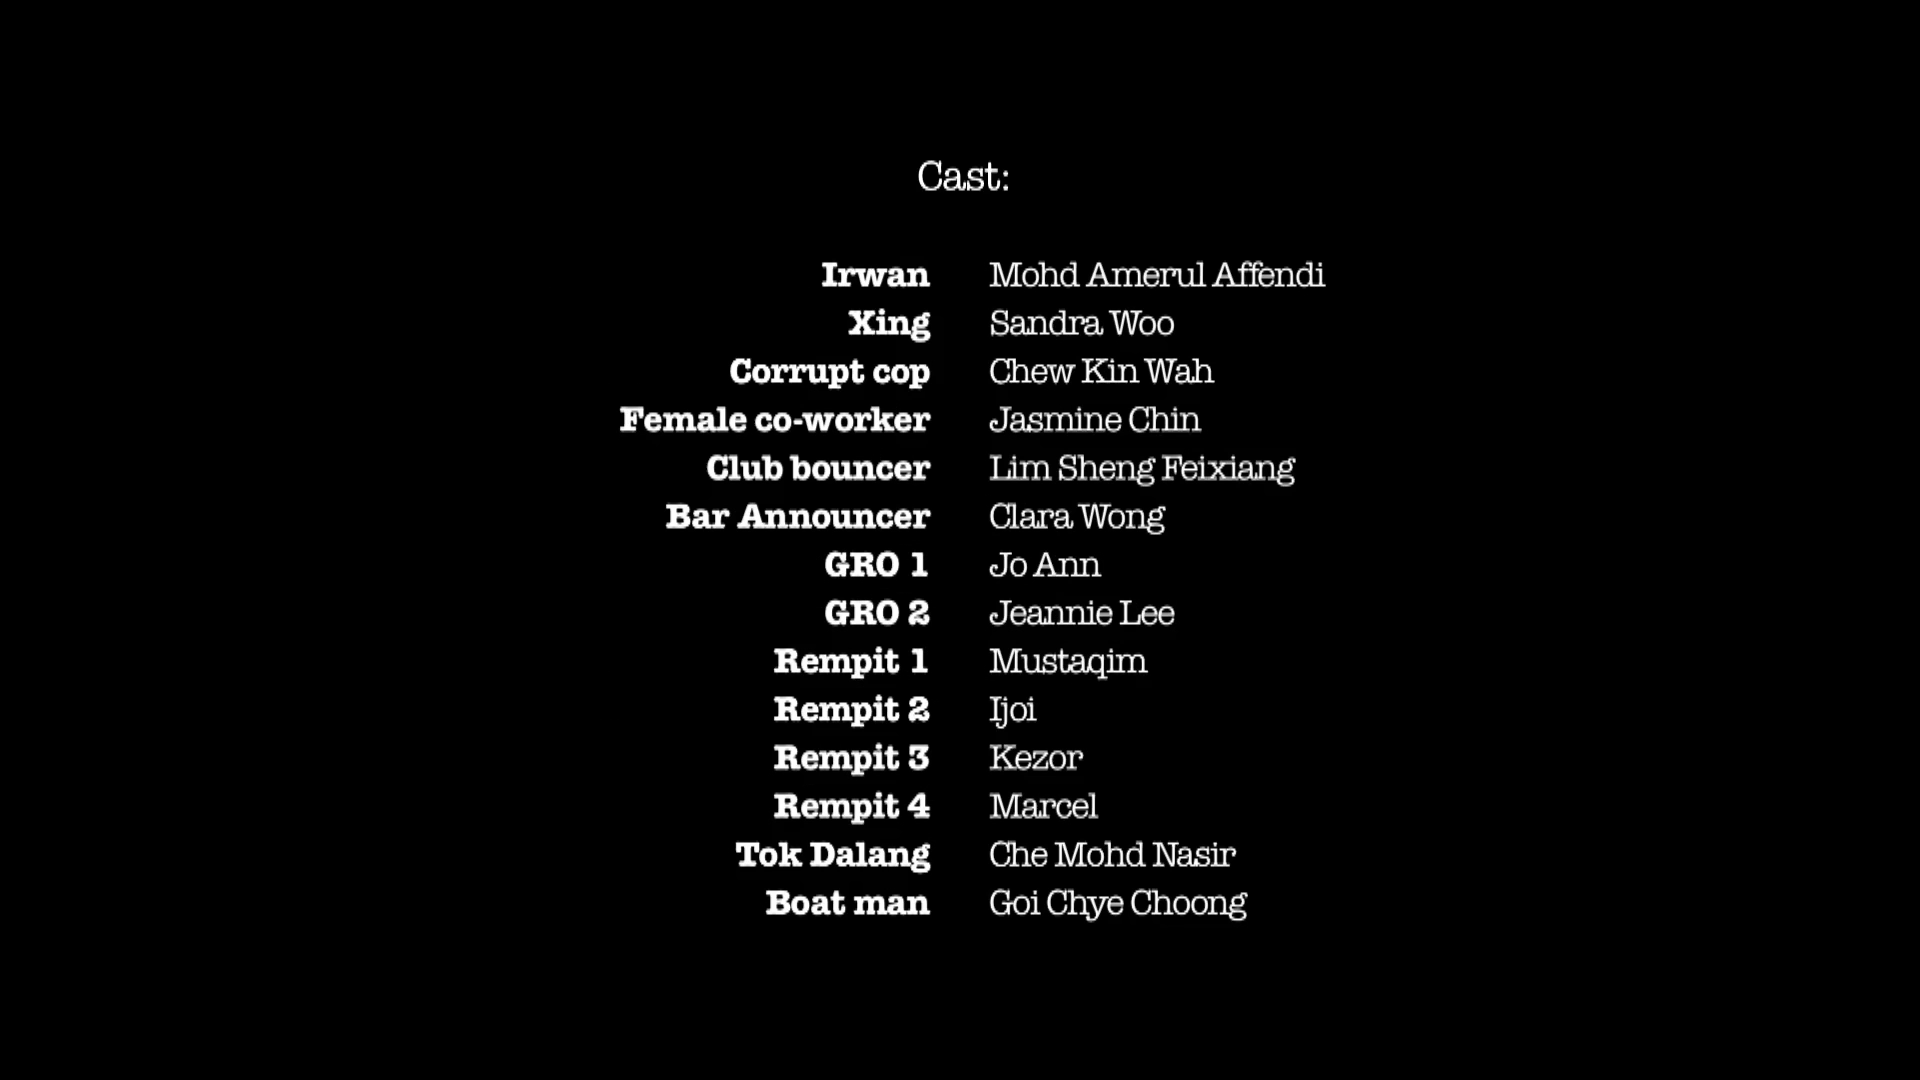 Cast:
Irwan Mohd Amerul Affendi
Xing Sandra Woo
Corrupt cop Chew Kin Wah
Female co-worker Jasmine Chin
Club bouncer Lim Sheng Feixiang
Bar Announcer Clara Wong
GRO 1 Jo Ann
GRO 2 Jeannie Lee
Rempit 1 Mustaqim
Rempit 2 Ijoi
Rempit 3 Kezor
Rempit 4 Marcel
Tok Dalang Che Mohd Nasir
Boat man Goi Chye Choong